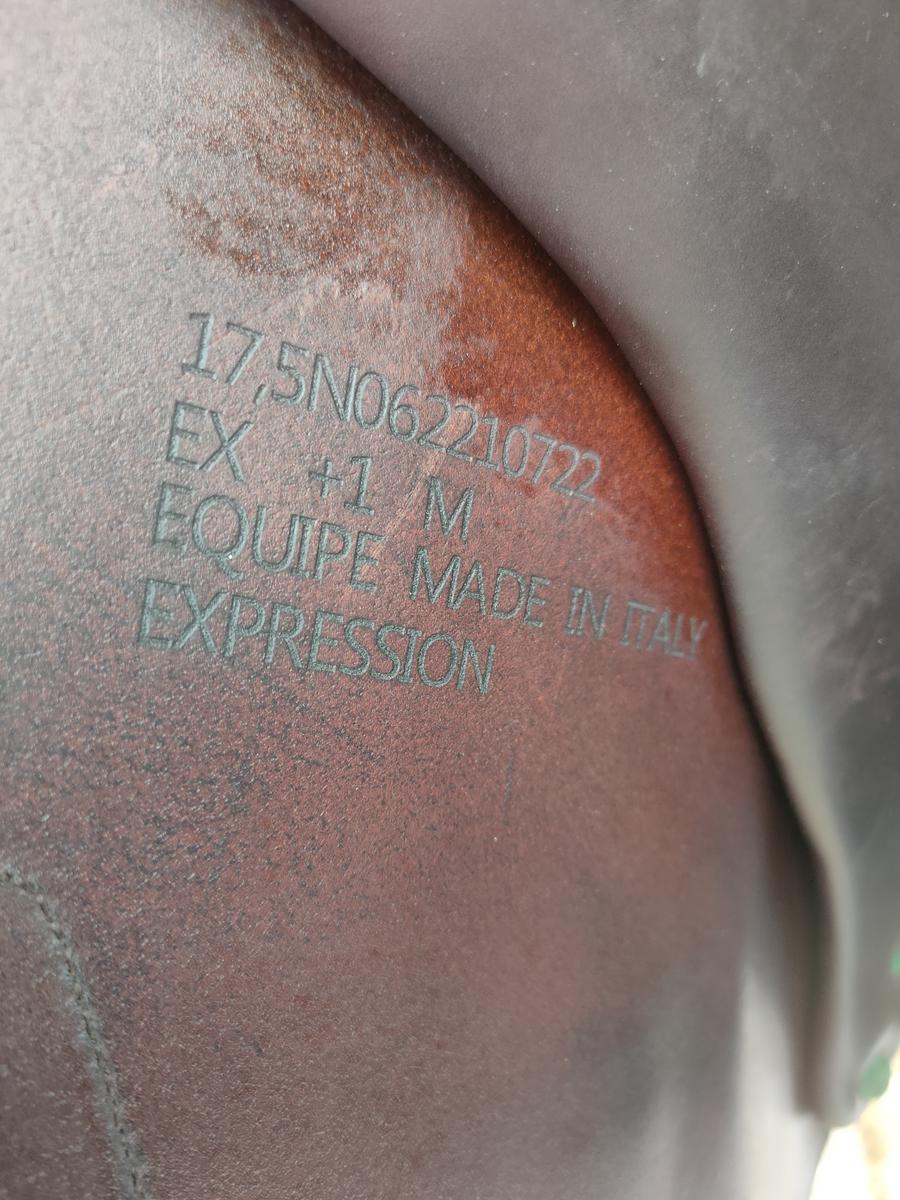 17,5N062210722
EX +1 M
EQUIPE MADE IN ITALY
EXPRESSION